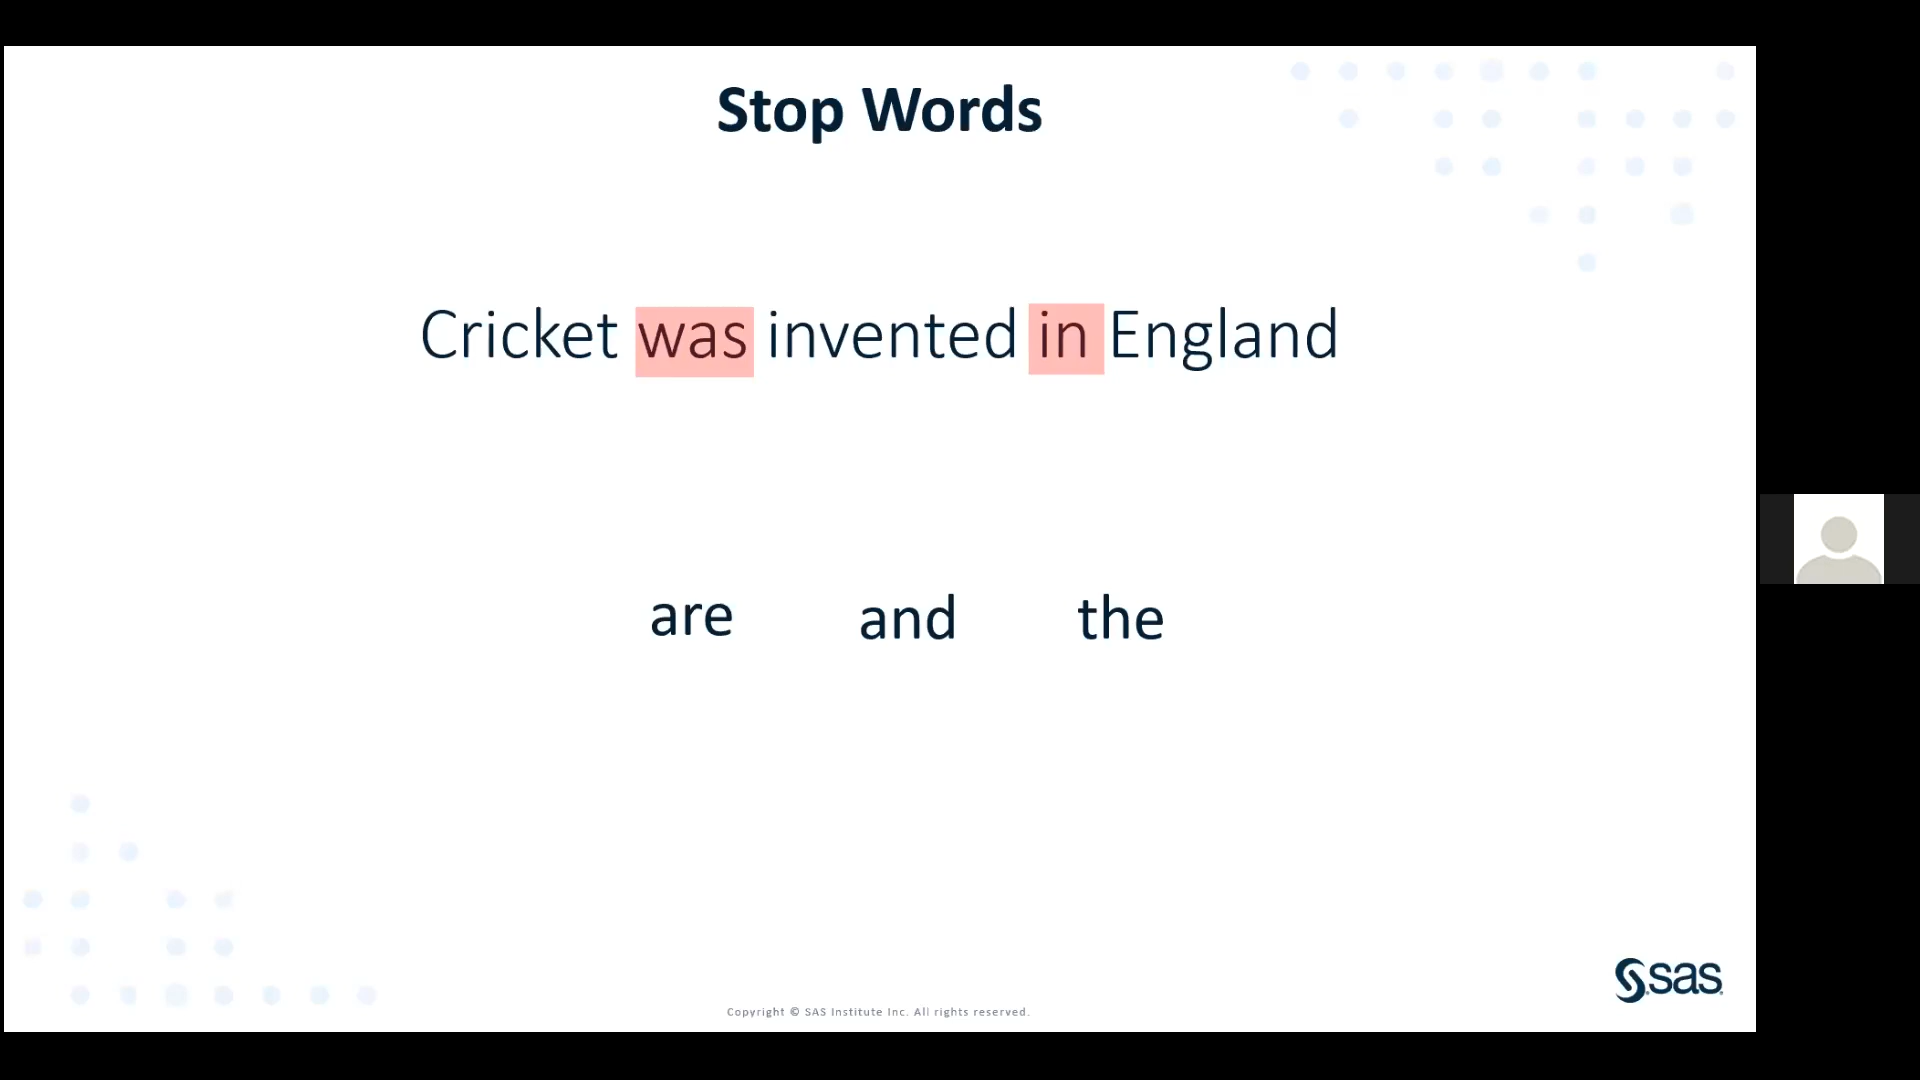 Stop Words
Cricket was invented in England
are and the
sas
Copyright © SAS Institute Inc. All rights reserved.